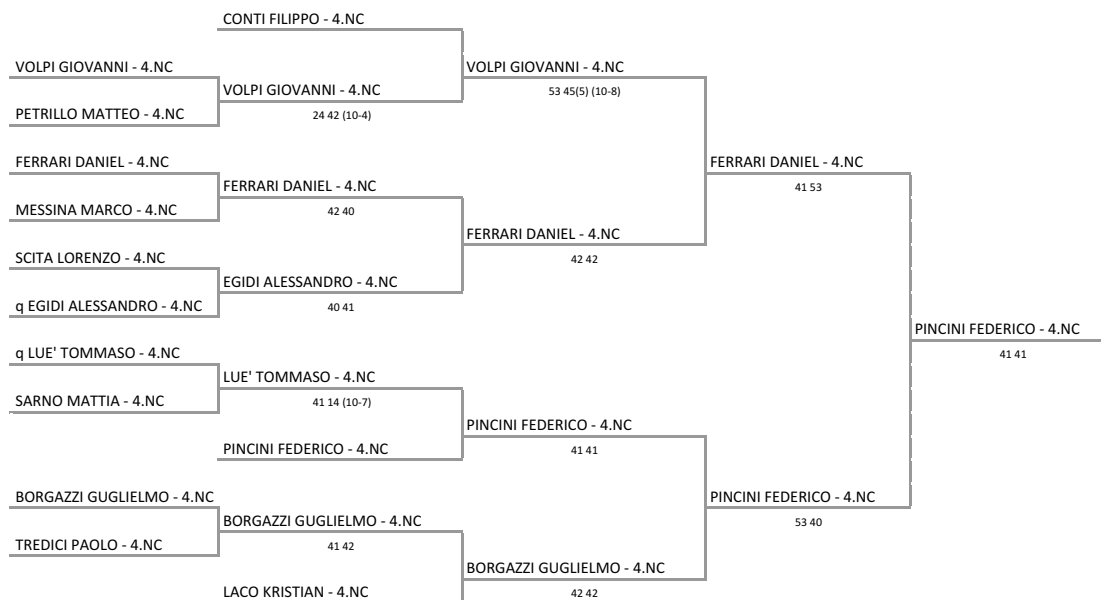 CONTI FILIPPO - 4.NC
VOLPI GIOVANNI - 4.NC
VOLPI GIOVANNI - 4.NC
VOLPI GIOVANNI - 4.NC
53 45(5) (10-8)
PETRILLO MATTEO - 4.NC
24 42 (10-4)
FERRARI DANIEL - 4.NC
FERRARI DANIEL - 4.NC
FERRARI DANIEL - 4.NC
41 53
MESSINA MARCO - 4.NC
42 40
FERRARI DANIEL - 4.NC
42 42
SCITA LORENZO - 4.NC
EGIDI ALESSANDRO - 4.NC
q EGIDI ALESSANDRO - 4.NC
40 41
PINCINI FEDERICO - 4.NC
41 41
q LUE' TOMMASO - 4.NC
LUE' TOMMASO - 4.NC
SARNO MATTIA - 4.NC
41 14 (10-7)
PINCINI FEDERICO - 4.NC
41 41
PINCINI FEDERICO - 4.NC
BORGAZZI GUGLIELMO - 4.NC
PINCINI FEDERICO - 4.NC
53 40
BORGAZZI GUGLIELMO - 4.NC
TREDICI PAOLO - 4.NC
41 42
BORGAZZI GUGLIELMO - 4.NC
42 42
LACO KRISTIAN - 4.NC